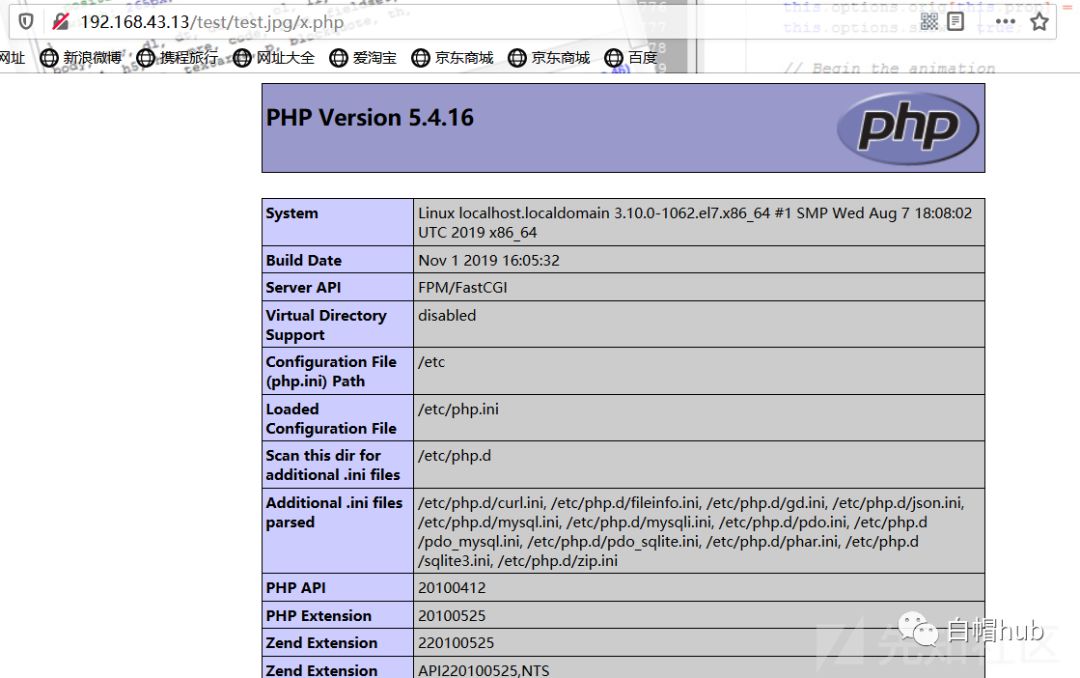 192.168.43.13/test/test.jpg/x.php
网址 新浪微博 携程旅行 网址大全 爱淘宝 京东商城 京东商城 百度
// Begin the animation
PHP Version 5.4.16
php
System Linux localhost.localdomain 3.10.0-1062.el7.x86_64 #1 SMP Wed Aug 7 18:08:02
UTC 2019 x86_64
Build Date Nov 1 2019 16:05:32
Server API FPM/FastCGI
Virtual Directory disabled
Support
Configuration File /etc
(php.ini) Path
Loaded /etc/php.ini
Configuration File
Scan this dir for /etc/php.d
additional .ini files
Additional .ini files /etc/php.d/curl.ini, /etc/php.d/fileinfo.ini, /etc/php.d/gd.ini, /etc/php.d/json.ini,
parsed /etc/php.d/mysql.ini, /etc/php.d/mysqli.ini, /etc/php.d/pdo.ini, /etc/php.d
/pdo_mysql.ini, /etc/php.d/pdo_sqlite.ini, /etc/php.d/phar.ini, /etc/php.d
/sqlite3.ini, /etc/php.d/zip.ini
PHP API 20100412
PHP Extension 20100525
Zend Extension 220100525
Zend Extension API220100525,NTS
白帽hub
先知社区